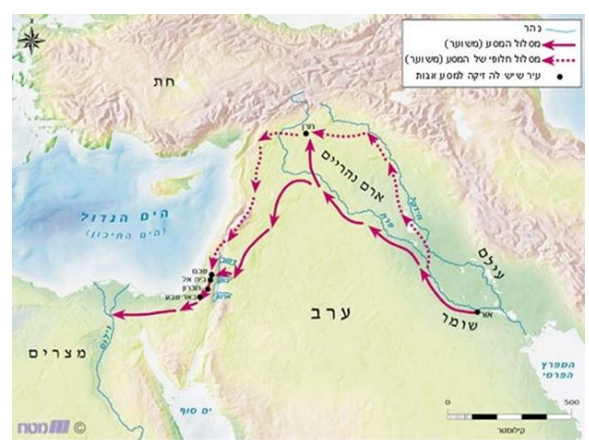 נהר
מסלול המסע (משוער)
מסלול חלופי של המסע (משוער)
עיר שיש לה זיקה למסע אבות
חת
חרן
ארם נהריים
חידקל
פרת
הים הגדול
(הים התיכון)
עילם
שכם
בית אל
חברון
באר שבע
ערב
שומר
אור
מצרים
נילוס
ים סוף
המפרץ
הפרסי
0
500
קילומטר
© מטח